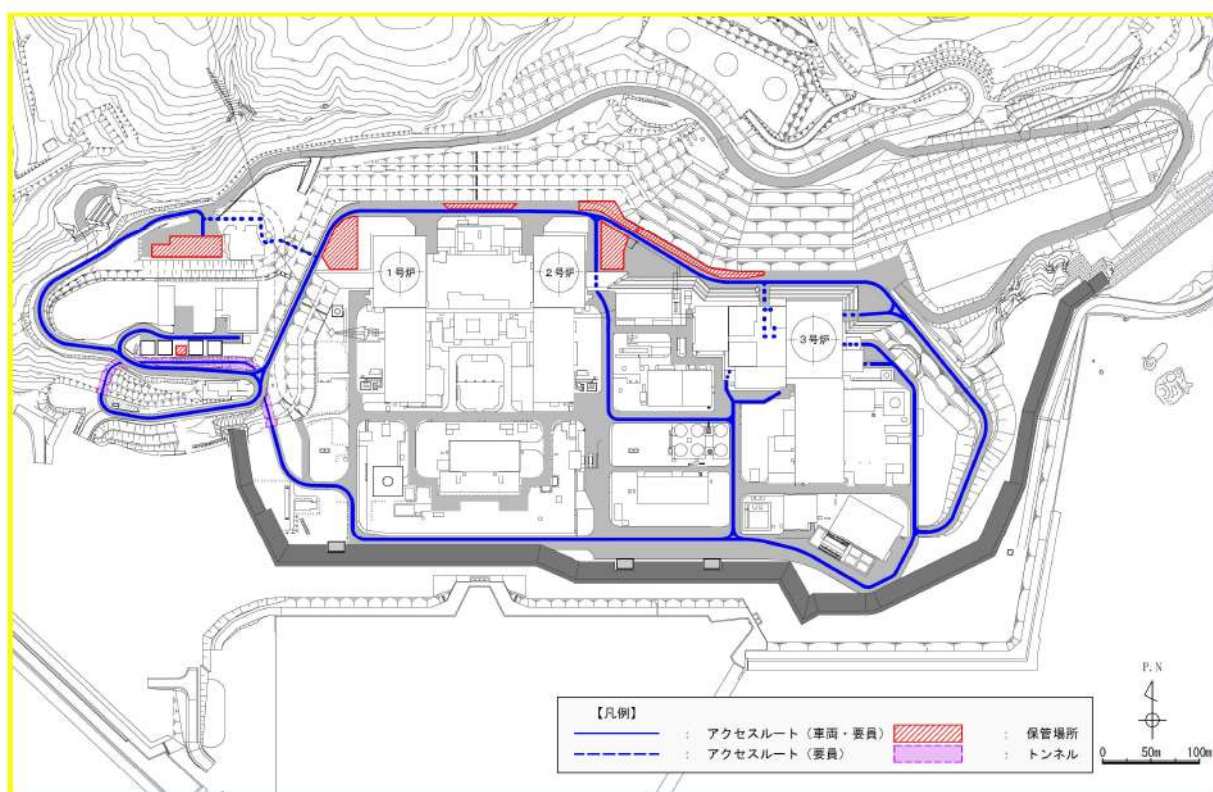 1号炉
2号炉
3号炉
P.N
【凡例】
： アクセスルート（車両・要員）
： 保管場所
： アクセスルート（要員）
： トンネル
0 50m 100m